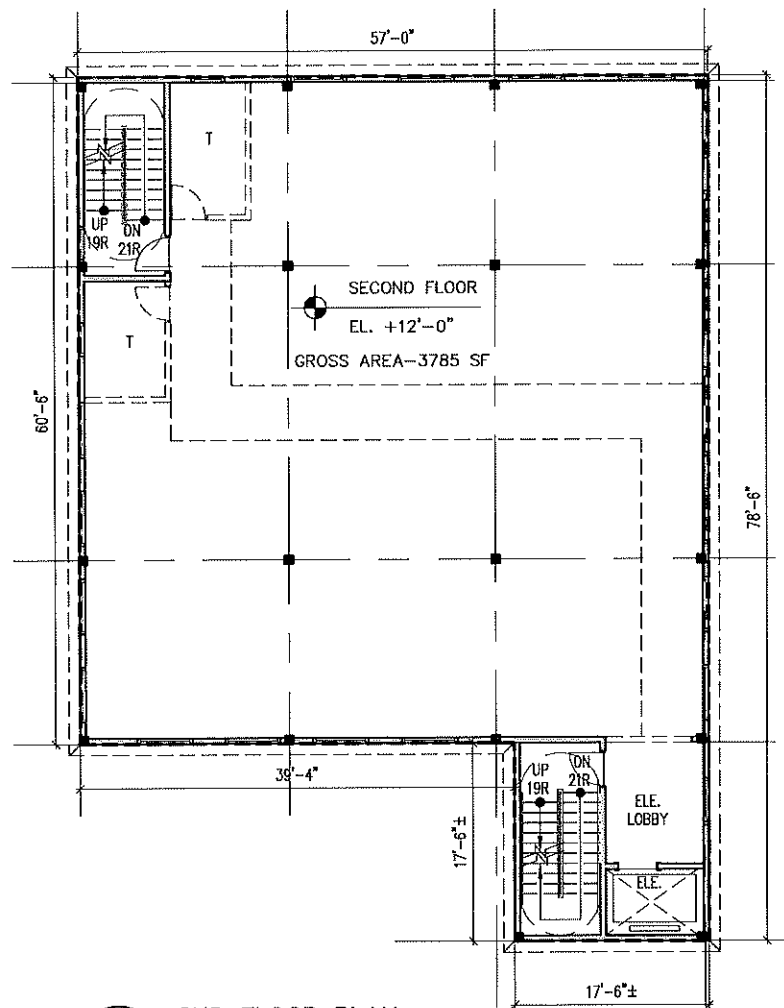 57'-0"
T
UP
19R
DN
21R
SECOND FLOOR
EL. +12'-0"
GROSS AREA-3785 SF
T
60'-6"
78'-6"
39'-4"
UP
19R
DN
21R
ELE.
LOBBY
17'-6"±
ELE.
17'-6"±